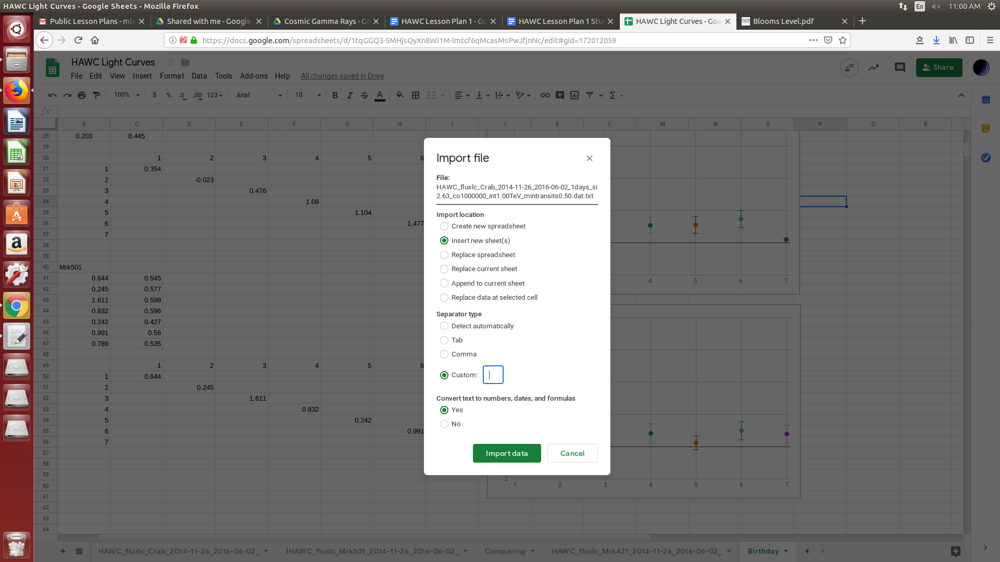 HAWC Light Curves - Google Sheets - Mozilla Firefox
En
11:00 AM
Public Lesson Plans - mla
Shared with me - Google
Cosmic Gamma Rays - Go
HAWC Lesson Plan 1 - Go
HAWC Lesson Plan 1 Stu
HAWC Light Curves - Goo
Blooms Level.pdf
https://docs.google.com/spreadsheets/d/1tqGGQ3-5MHjsQyXn8Wi1M-lmtcf6qMcasMsPwJfjnNc/edit#gid=172012059
HAWC Light Curves
File Edit View Insert Format Data Tools Add-ons Help All changes saved in Drive
Share
100% $ % .0 .00 123 Arial 10 B I S A Σ
31
fx
B C D E F G H I J K L M N O P Q R
28 0.203 0.445
29
30 1 2 3 4 5 6
31 1 0.354
32 2 -0.023
33 3 0.476
34 4 1.08
35 5 1.104
36 6 1.477
37 7
38
39
40 Mrk501
41 0.644 0.545
42 0.245 0.577
43 1.611 0.598
44 0.832 0.596
45 0.242 0.427
46 0.991 0.56
47 0.789 0.535
48
49 1 2 3 4 5 6
50 1 0.644
51 2 0.245
52 3 1.611
53 4 0.832
54 5 0.242
55 6 0.991
56 7
57
58
59
60
61
62
63
64
4 5 6 7
-2
1 2 3 4 5 6 7
Import file
File:
HAWC_fluxlc_Crab_2014-11-26_2016-06-02_1days_si
2.63_co1000000_int1.00TeV_mintransits0.50.dat.txt
Import location
Create new spreadsheet
Insert new sheet(s)
Replace spreadsheet
Replace current sheet
Append to current sheet
Replace data at selected cell
Separator type
Detect automatically
Tab
Comma
Custom:
Convert text to numbers, dates, and formulas
Yes
No
Import data
Cancel
HAWC_fluxlc_Crab_2014-11-26_2016-06-02_
1HAWC_fluxlc_Mrk501_2014-11-26_2016-06-02_
Comparing
HAWC_fluxlc_Mrk421_2014-11-26_2016-06-02_
Birthday